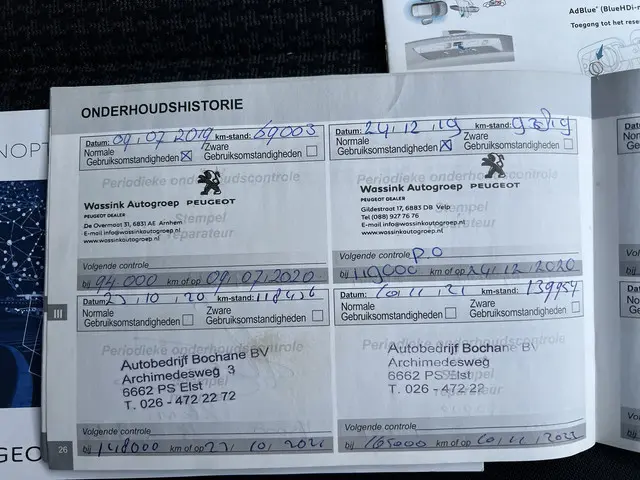 AdBlue® (BlueHDi-m
Toegang tot het reser
NOPT
ONDERHOUDSHISTORIE
Datum: 09.07 2019 km-stand: 69003
Normale
Gebruiksomstandigheden
Zware
Gebruiksomstandigheden
Periodieke onderhoudscontrole
Wassink Autogroep PEUGEOT
PEUGEOT DEALER
De Overmaat 31, 6831 AE Arnhem
E-mail info@wassinkautogroep.nl
www.wassinkautogroep.nl
Stempel
reparateur
Volgende controle
bij 94.000 km of op 09.07.2020
Datum: 24.12.19 km-stand:
Normale
Gebruiksomstandigheden
Zware
Gebruiksomstandigheden
Wassink Autogroep PEUGEOT
PEUGEOT DEALER
Gildestraat 17, 6883 DB Velp
Tel (088) 927 76 76
E-mail info@wassinkautogroep.nl
www.wassinkautogroep.nl
Volgende controle P.O
bij 119000 km of op 24.12.2020
III
Datum: 10.20 km-stand:
Normale
Gebruiksomstandigheden
Zware
Gebruiksomstandigheden
Periodieke onderhoudscontrole
Autobedrijf Bochane BV
Archimedesweg 3
6662 PS Elst
T. 026 - 472 22 72
Volgende controle
bij 148000 km of op 10.2021
Datum: 10.11.21 km-stand: 139954
Normale
Gebruiksomstandigheden
Zware
Gebruiksomstandigheden
Periodieke onderhoudscontrole
Autobedrijf Bochane BV
Archimedesweg
6662 PS Elst
T. 026 - 472 22
Volgende controle
bij 165000 km of op 10.11.2022
26
GEO